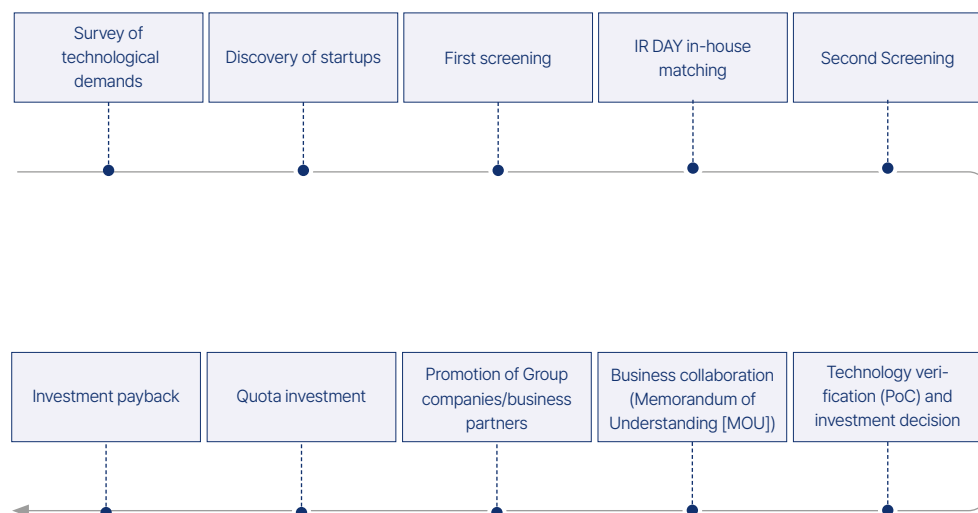 Survey of
technological
demands
Discovery of startups
First screening
IR DAY in-house
matching
Second Screening
Investment payback
Quota investment
Promotion of Group
companies/business
partners
Business collaboration
(Memorandum of
Understanding [MOU])
Technology veri-
fication (PoC) and
investment decision